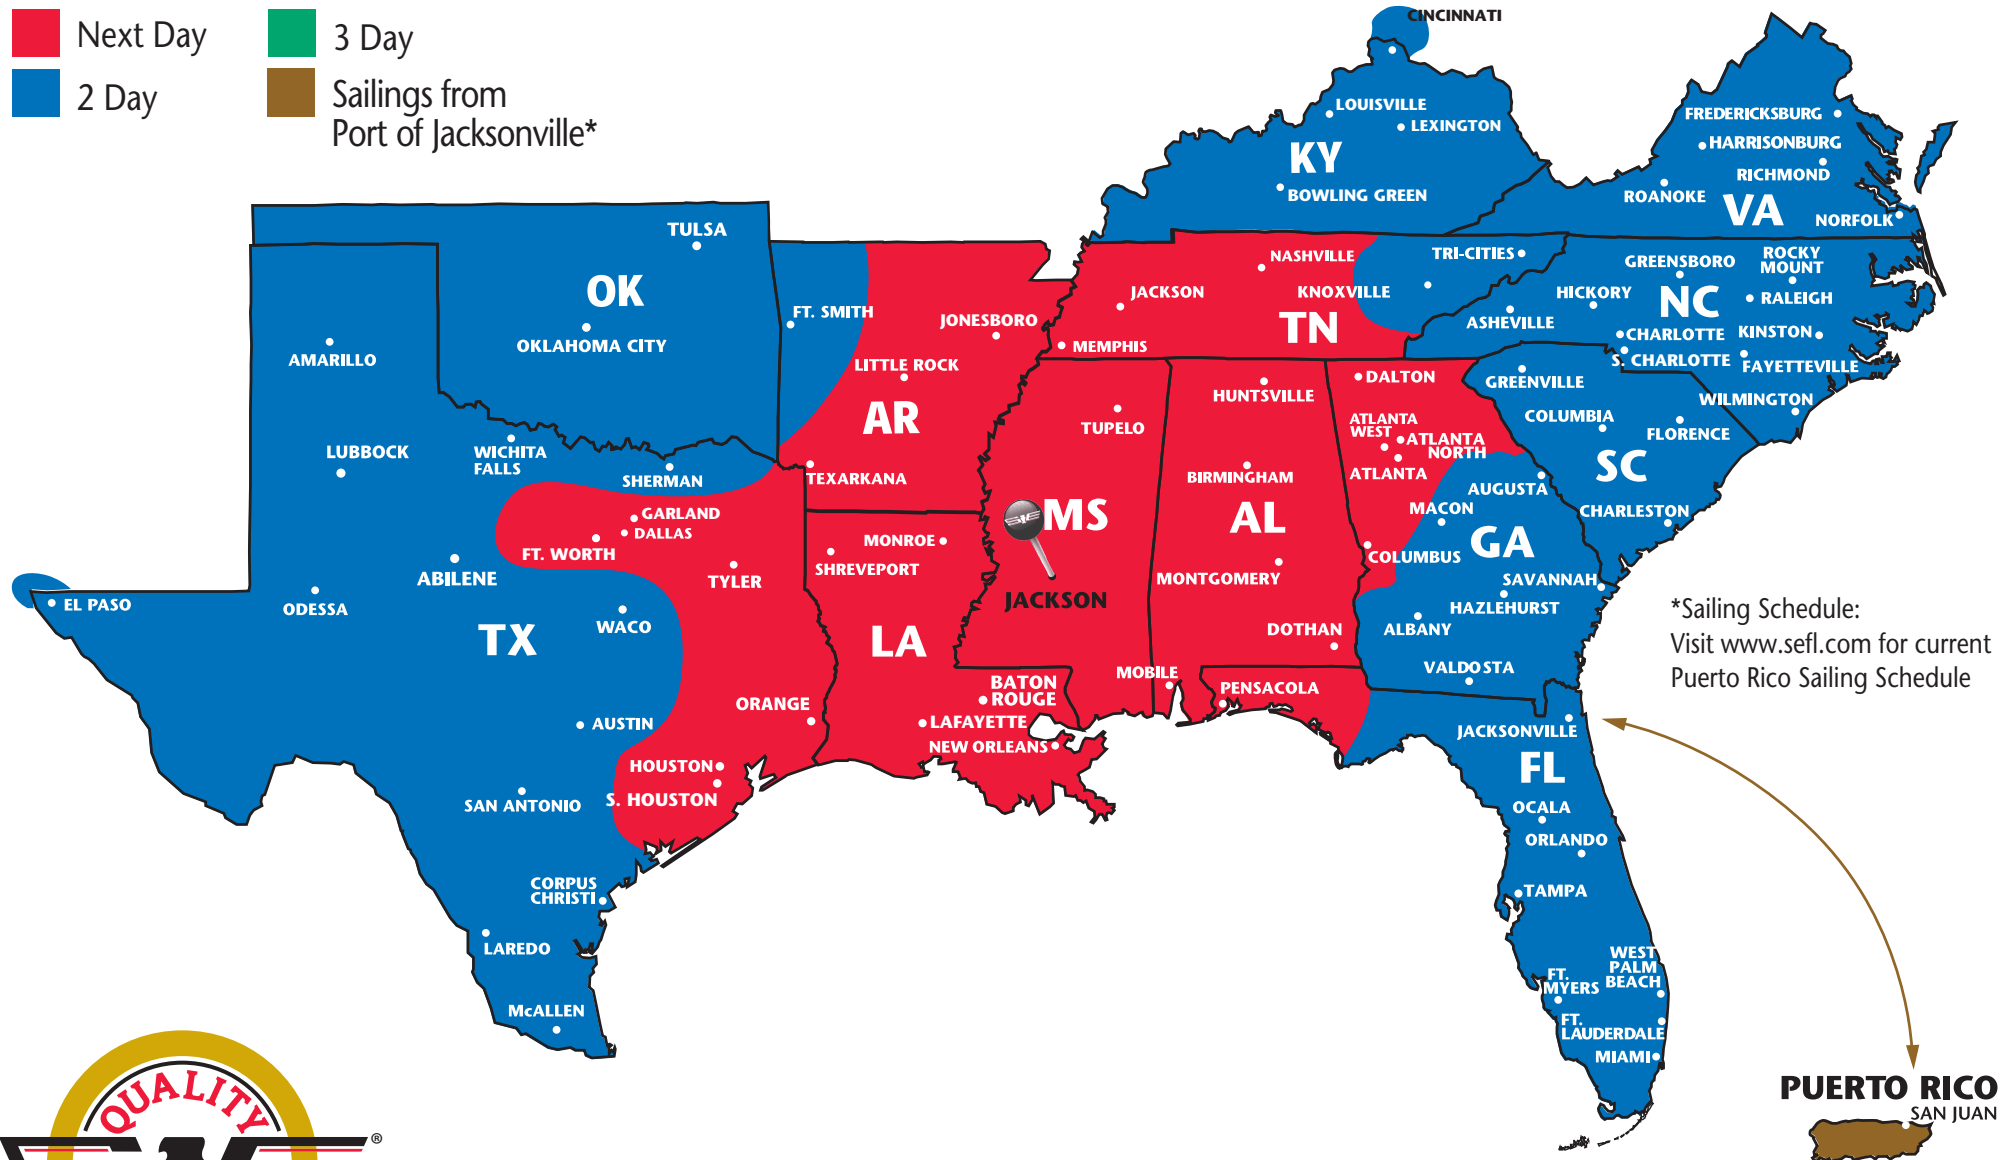 Next Day
3 Day
2 Day
Sailings from
Port of Jacksonville*
CINCINNATI
LOUISVILLE
LEXINGTON
KY
BOWLING GREEN
FREDERICKSBURG
HARRISONBURG
RICHMOND
ROANOKE
VA
NORFOLK
TULSA
OK
OKLAHOMA CITY
AMARILLO
LUBBOCK
WICHITA
FALLS
SHERMAN
GARLAND
DALLAS
FT. WORTH
TYLER
ABILENE
EL PASO
ODESSA
WACO
TX
ORANGE
AUSTIN
HOUSTON
S. HOUSTON
SAN ANTONIO
CORPUS
CHRISTI
LAREDO
McALLEN
FT. SMITH
JONESBORO
LITTLE ROCK
AR
TEXARKANA
MONROE
SHREVEPORT
LA
BATON
ROUGE
LAFAYETTE
NEW ORLEANS
NASHVILLE
JACKSON
KNOXVILLE
TRI-CITIES
TN
MEMPHIS
TUPELO
MS
JACKSON
HUNTSVILLE
BIRMINGHAM
AL
MONTGOMERY
DOTHAN
MOBILE
PENSACOLA
DALTON
ATLANTA
WEST
ATLANTA
NORTH
ATLANTA
AUGUSTA
MACON
COLUMBUS
GA
SAVANNAH
HAZLEHURST
ALBANY
VALDOSTA
GREENSBORO
ROCKY
MOUNT
HICKORY
NC
RALEIGH
ASHEVILLE
CHARLOTTE
KINSTON
S. CHARLOTTE
FAYETTEVILLE
WILMINGTON
GREENVILLE
COLUMBIA
FLORENCE
SC
CHARLESTON
JACKSONVILLE
FL
OCALA
ORLANDO
TAMPA
WEST
PALM
BEACH
FT.
MYERS
FT.
LAUDERDALE
MIAMI
*Sailing Schedule:
Visit www.sefl.com for current
Puerto Rico Sailing Schedule
PUERTO RICO
SAN JUAN
QUALITY
®